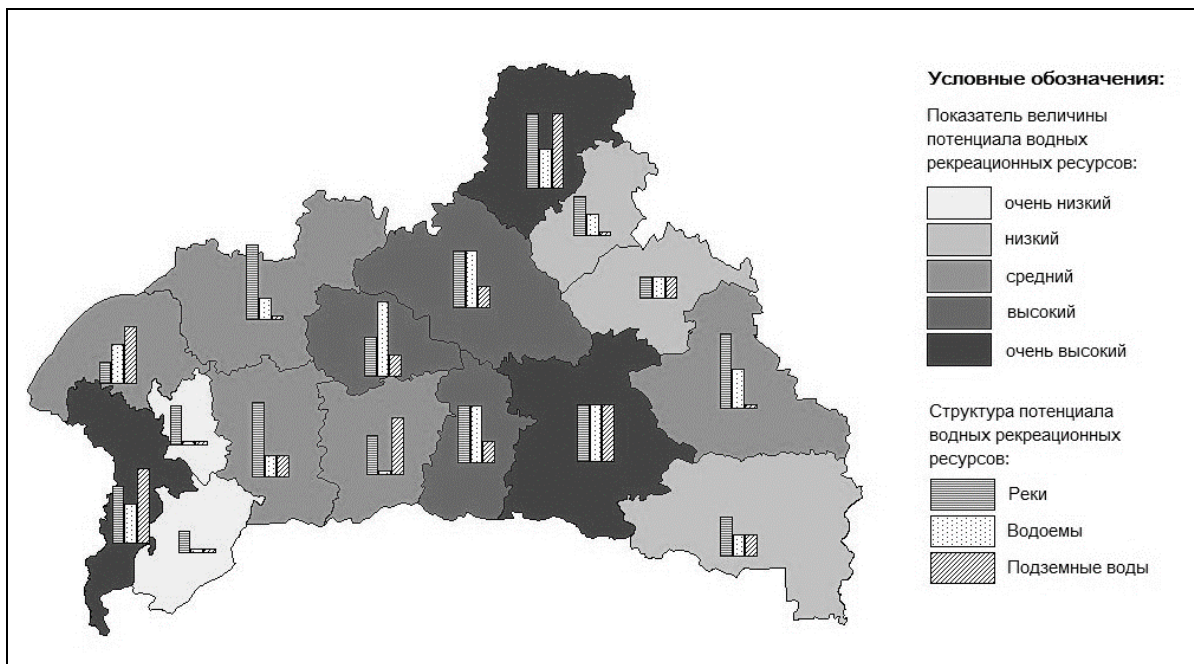 Условные обозначения:
Показатель величины
потенциала водных
рекреационных ресурсов:
очень низкий
низкий
средний
высокий
очень высокий
Структура потенциала
водных рекреационных
ресурсов:
Реки
Водоемы
Подземные воды